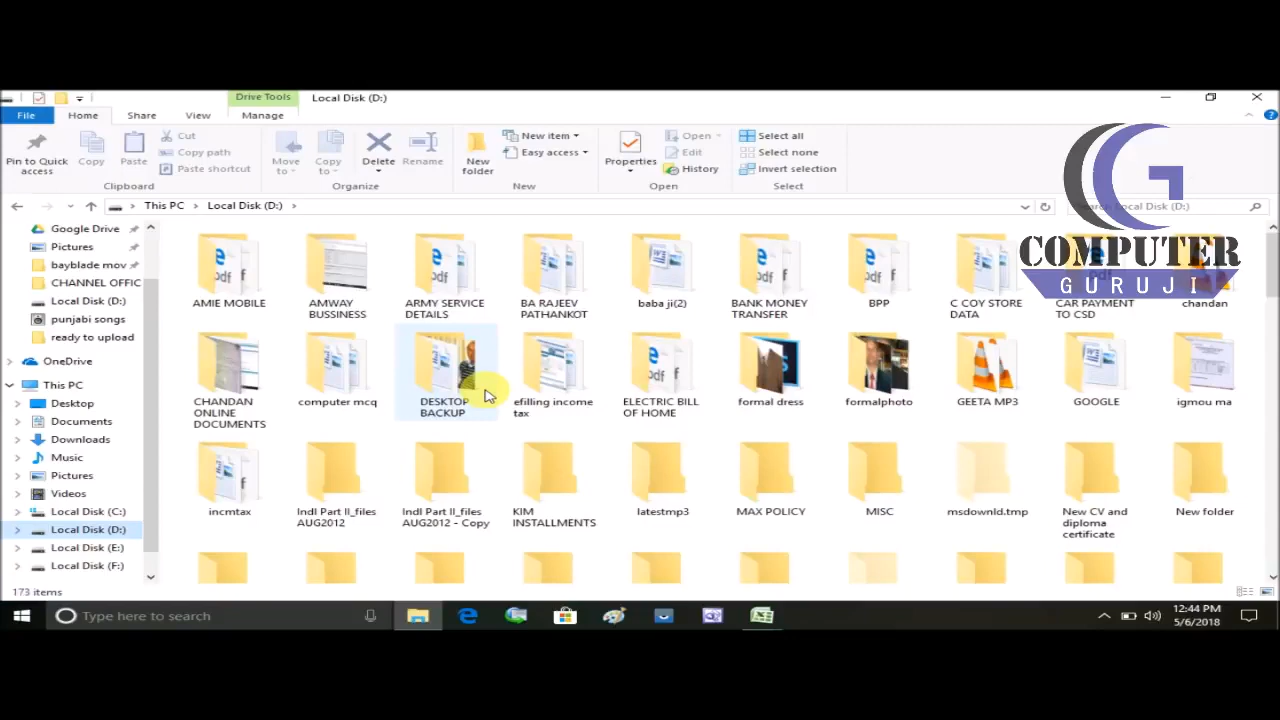 Drive Tools
Local Disk (D:)
File
Home
Share
View
Manage
Pin to Quick
access
Copy
Paste
Cut
Copy path
Paste shortcut
Clipboard
Move
to
Copy
to
Delete
Rename
Organize
New
folder
New item
Easy access
New
Properties
Open
Edit
History
Open
Select all
Select none
Invert selection
Select
This PC > Local Disk (D:) >
Local Disk (D:)
COMPUTER
GURUJI
Google Drive
Pictures
bayblade mov
CHANNEL OFFIC
Local Disk (D:)
punjabi songs
ready to upload
OneDrive
This PC
Desktop
Documents
Downloads
Music
Pictures
Videos
Local Disk (C:)
Local Disk (D:)
Local Disk (E:)
Local Disk (F:)
AMIE MOBILE
AMWAY
BUSSINESS
ARMY SERVICE
DETAILS
BA RAJEEV
PATHANKOT
baba ji(2)
BANK MONEY
TRANSFER
BPP
C COY STORE
DATA
CAR PAYMENT
TO CSD
chandan
CHANDAN
ONLINE
DOCUMENTS
computer mcq
DESKTOP
BACKUP
efilling income
tax
ELECTRIC BILL
OF HOME
formal dress
formalphoto
GEETA MP3
GOOGLE
igmou ma
incmtax
Indl Part II_files
AUG2012
Indl Part II_files
AUG2012 - Copy
KIM
INSTALLMENTS
latestmp3
MAX POLICY
MISC
msdownld.tmp
New CV and
diploma
certificate
New folder
173 items
Type here to search
12:44 PM
5/6/2018